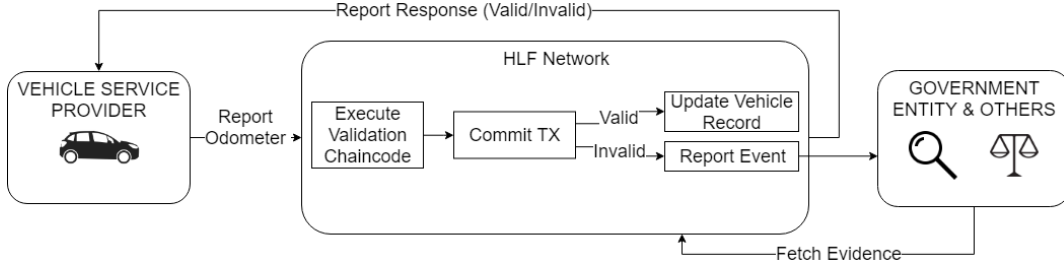 Report Response (Valid/Invalid)
HLF Network
VEHICLE SERVICE
PROVIDER
Report
Odometer
Execute
Validation
Chaincode
Commit TX
Valid
Invalid
Update Vehicle
Record
Report Event
GOVERNMENT
ENTITY & OTHERS
Fetch Evidence